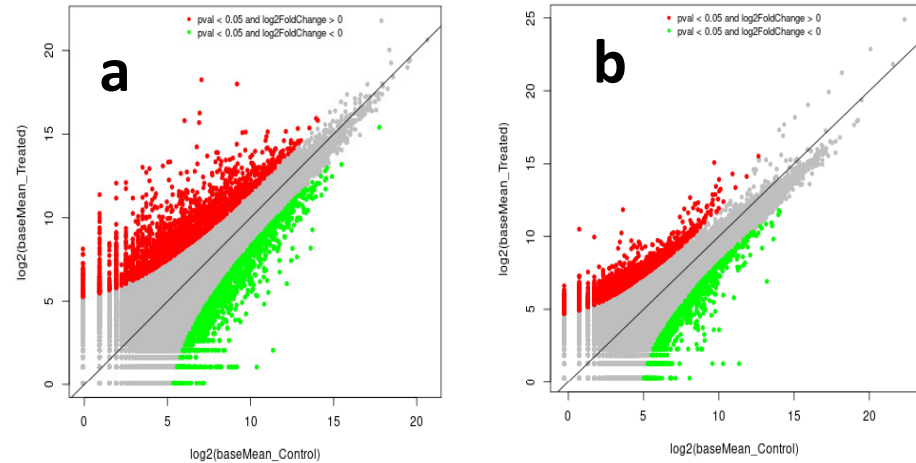 pval < 0.05 and log2FoldChange > 0
pval < 0.05 and log2FoldChange < 0
a
20
15
10
5
0
log2(baseMean_Treated)
0
5
10
15
20
log2(baseMean_Control)
pval < 0.05 and log2FoldChange > 0
pval < 0.05 and log2FoldChange < 0
b
25
20
15
10
5
0
log2(baseMean_Treated)
0
5
10
15
20
log2(baseMean_Control)